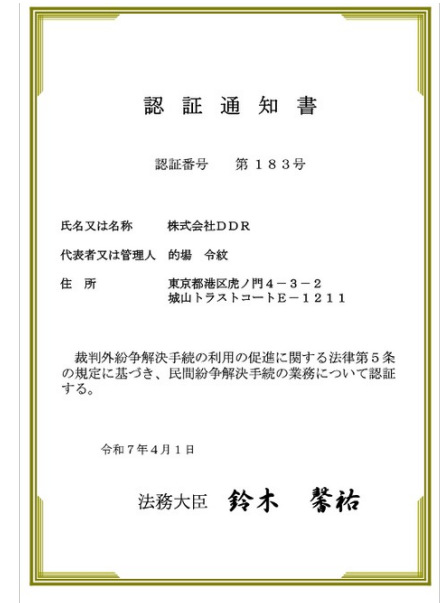 認 証 通 知 書
認証番号 第183号
氏名又は名称 株式会社DDR
代表者又は管理人 的場 令紋
住 所 東京都港区虎ノ門4-3-2
城山トラストコートE-1211
裁判外紛争解決手続の利用の促進に関する法律第5条
の規定に基づき、民間紛争解決手続の業務について認証
する。
令和7年4月1日
法務大臣 鈴木 馨祐